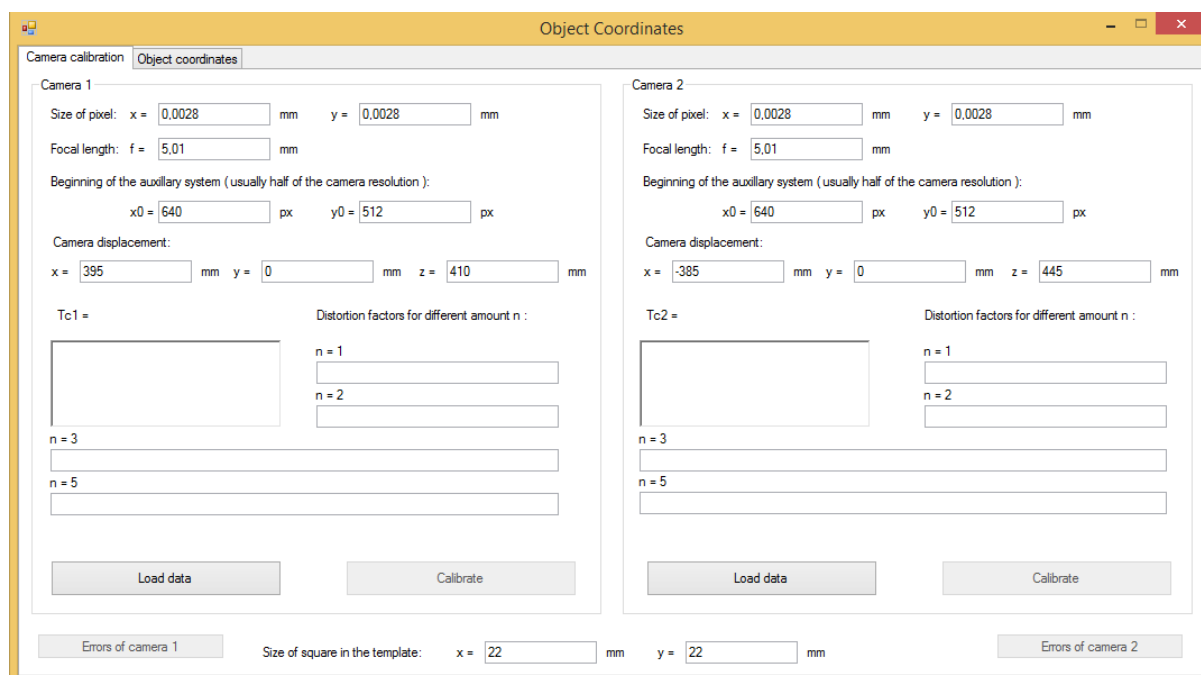 Object Coordinates
Camera calibration Object coordinates
Camera 1
Size of pixel: x = 0,0028 mm y = 0,0028 mm
Focal length: f = 5,01 mm
Beginning of the auxillary system ( usually half of the camera resolution ):
x0 = 640 px y0 = 512 px
Camera displacement:
x = 395 mm y = 0 mm z = 410 mm
Tc1 = Distortion factors for different amount n :
n = 1
n = 2
n = 3
n = 5
Load data Calibrate
Camera 2
Size of pixel: x = 0,0028 mm y = 0,0028 mm
Focal length: f = 5,01 mm
Beginning of the auxillary system ( usually half of the camera resolution ):
x0 = 640 px y0 = 512 px
Camera displacement:
x = -385 mm y = 0 mm z = 445 mm
Tc2 = Distortion factors for different amount n :
n = 1
n = 2
n = 3
n = 5
Load data Calibrate
Errors of camera 1 Size of square in the template: x = 22 mm y = 22 mm Errors of camera 2